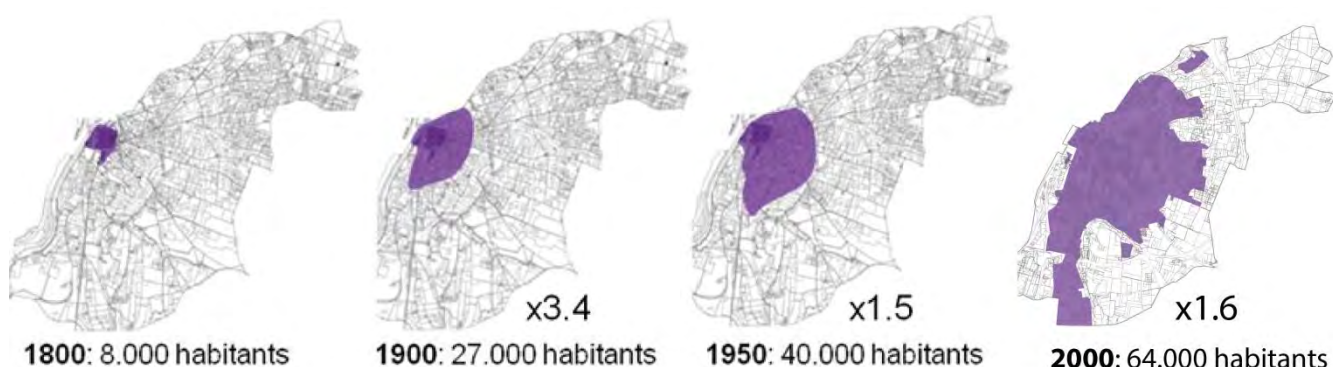 x3.4
x1.5
x1.6
1800: 8.000 habitants
1900: 27.000 habitants
1950: 40.000 habitants
2000: 64.000 habitants